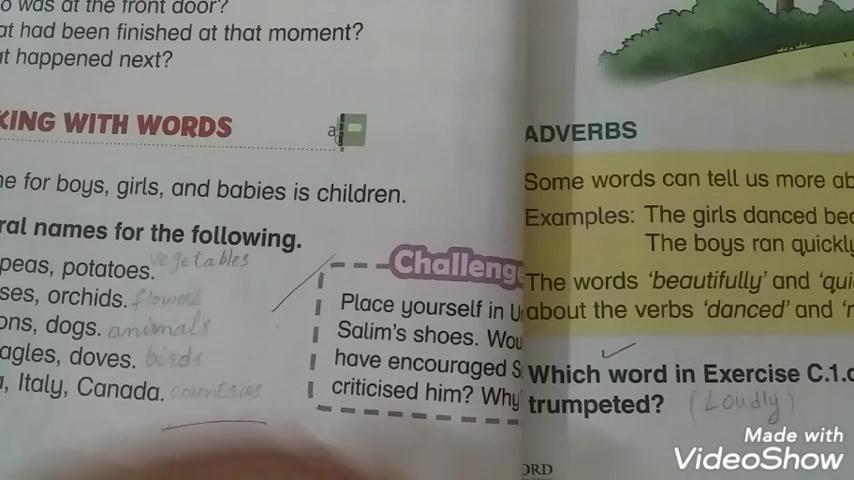 o was at the front door?
at had been finished at that moment?
at happened next?
KING WITH WORDS
a
ne for boys, girls, and babies is children.
ral names for the following.
peas, potatoes. vegetables
ses, orchids. flowers
ons, dogs. animals
agles, doves. birds
, Italy, Canada. countries
Challeng
Place yourself in U
Salim's shoes. Wou
have encouraged S
criticised him? Why
ADVERBS
Some words can tell us more ab
Examples: The girls danced bea
The boys ran quickly
The words 'beautifully' and 'qui
about the verbs 'danced' and 'r
Which word in Exercise C.1.
trumpeted? (Loudly)
ORD
Made with
VideoShow